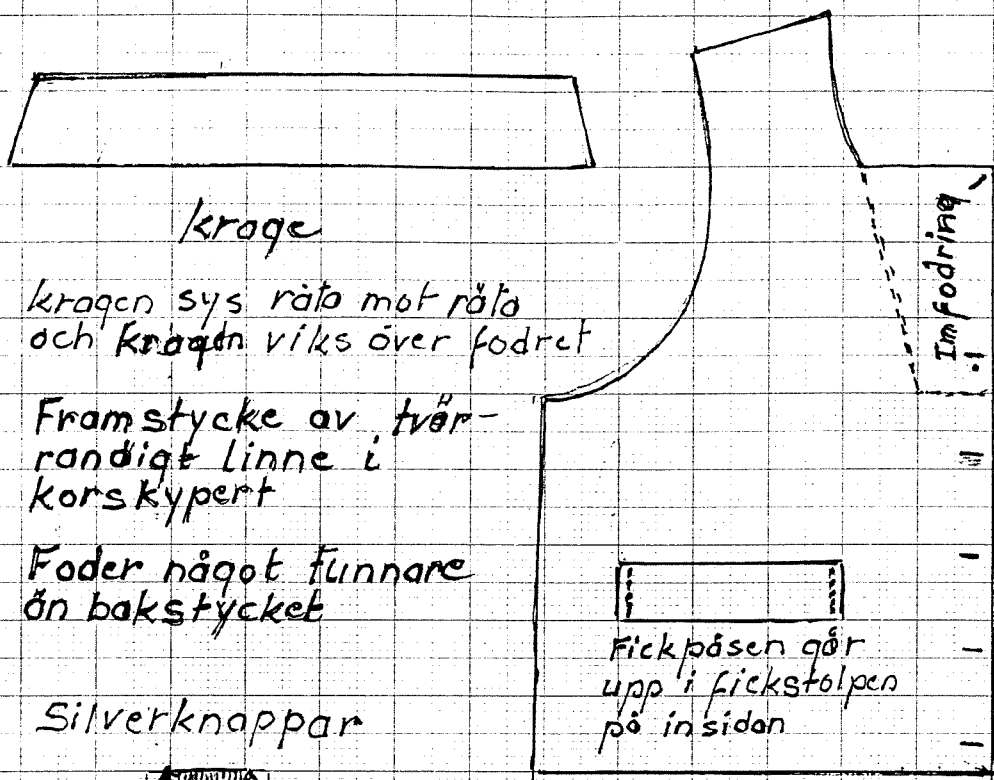 krage
kragen sys räta mot räta
och kragen viks över fodret
Framstycke av tvär-
randigt linne i
korskypert
Foder något tunnare
än bakstycket
Silverknappar
Imfodring
Fickpåsen går
upp i fickstolpen
på insidan